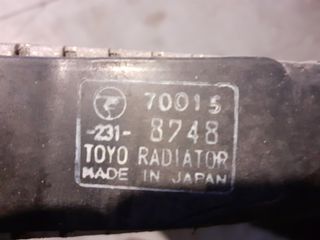 70015
-231- 8748
TOYO RADIATOR
MADE IN JAPAN